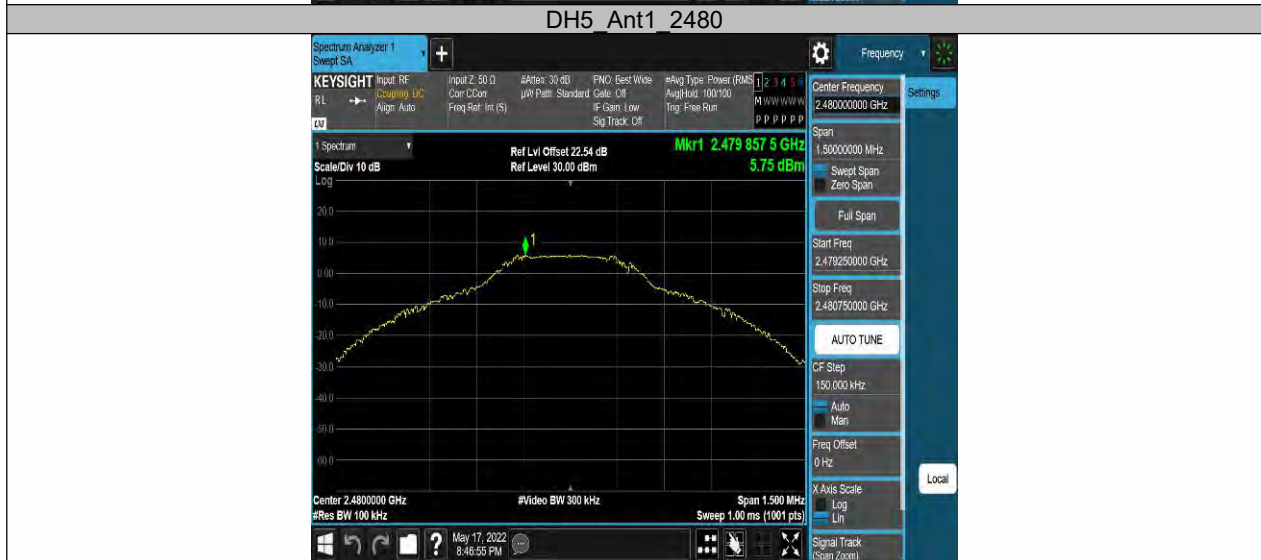 DH5_Ant1_2480
Spectrum Analyzer 1
Swept SA
+
Frequency
KEYSIGHT
Input: RF
Coupling: DC
Align: Auto
RL
Input Z: 50 Ω
Corr CCorr
Freq Ref: Int (S)
#Atten: 30 dB
µW Path: Standard
PNO: Best Wide
Gate: Off
IF Gain: Low
Sig Track: Off
#Avg Type: Power (RMS
Avg|Hold: 100/100
Trig: Free Run
1 2 3 4 5 6
M W W W W W
P P P P P P
Center Frequency
2.480000000 GHz
Settings
Span
1.50000000 MHz
Swept Span
Zero Span
Full Span
Start Freq
2.479250000 GHz
Stop Freq
2.480750000 GHz
AUTO TUNE
CF Step
150.000 kHz
Auto
Man
Freq Offset
0 Hz
X Axis Scale
Log
Lin
Local
Signal Track
(Span Zoom)
1 Spectrum
Scale/Div 10 dB
Log
Ref Lvl Offset 22.54 dB
Ref Level 30.00 dBm
Mkr1 2.479 857 5 GHz
5.75 dBm
1
20.0
10.0
0.00
-10.0
-20.0
-30.0
-40.0
-50.0
-60.0
Center 2.4800000 GHz
#Res BW 100 kHz
#Video BW 300 kHz
Span 1.500 MHz
Sweep 1.00 ms (1001 pts)
?
May 17, 2022
8:46:55 PM